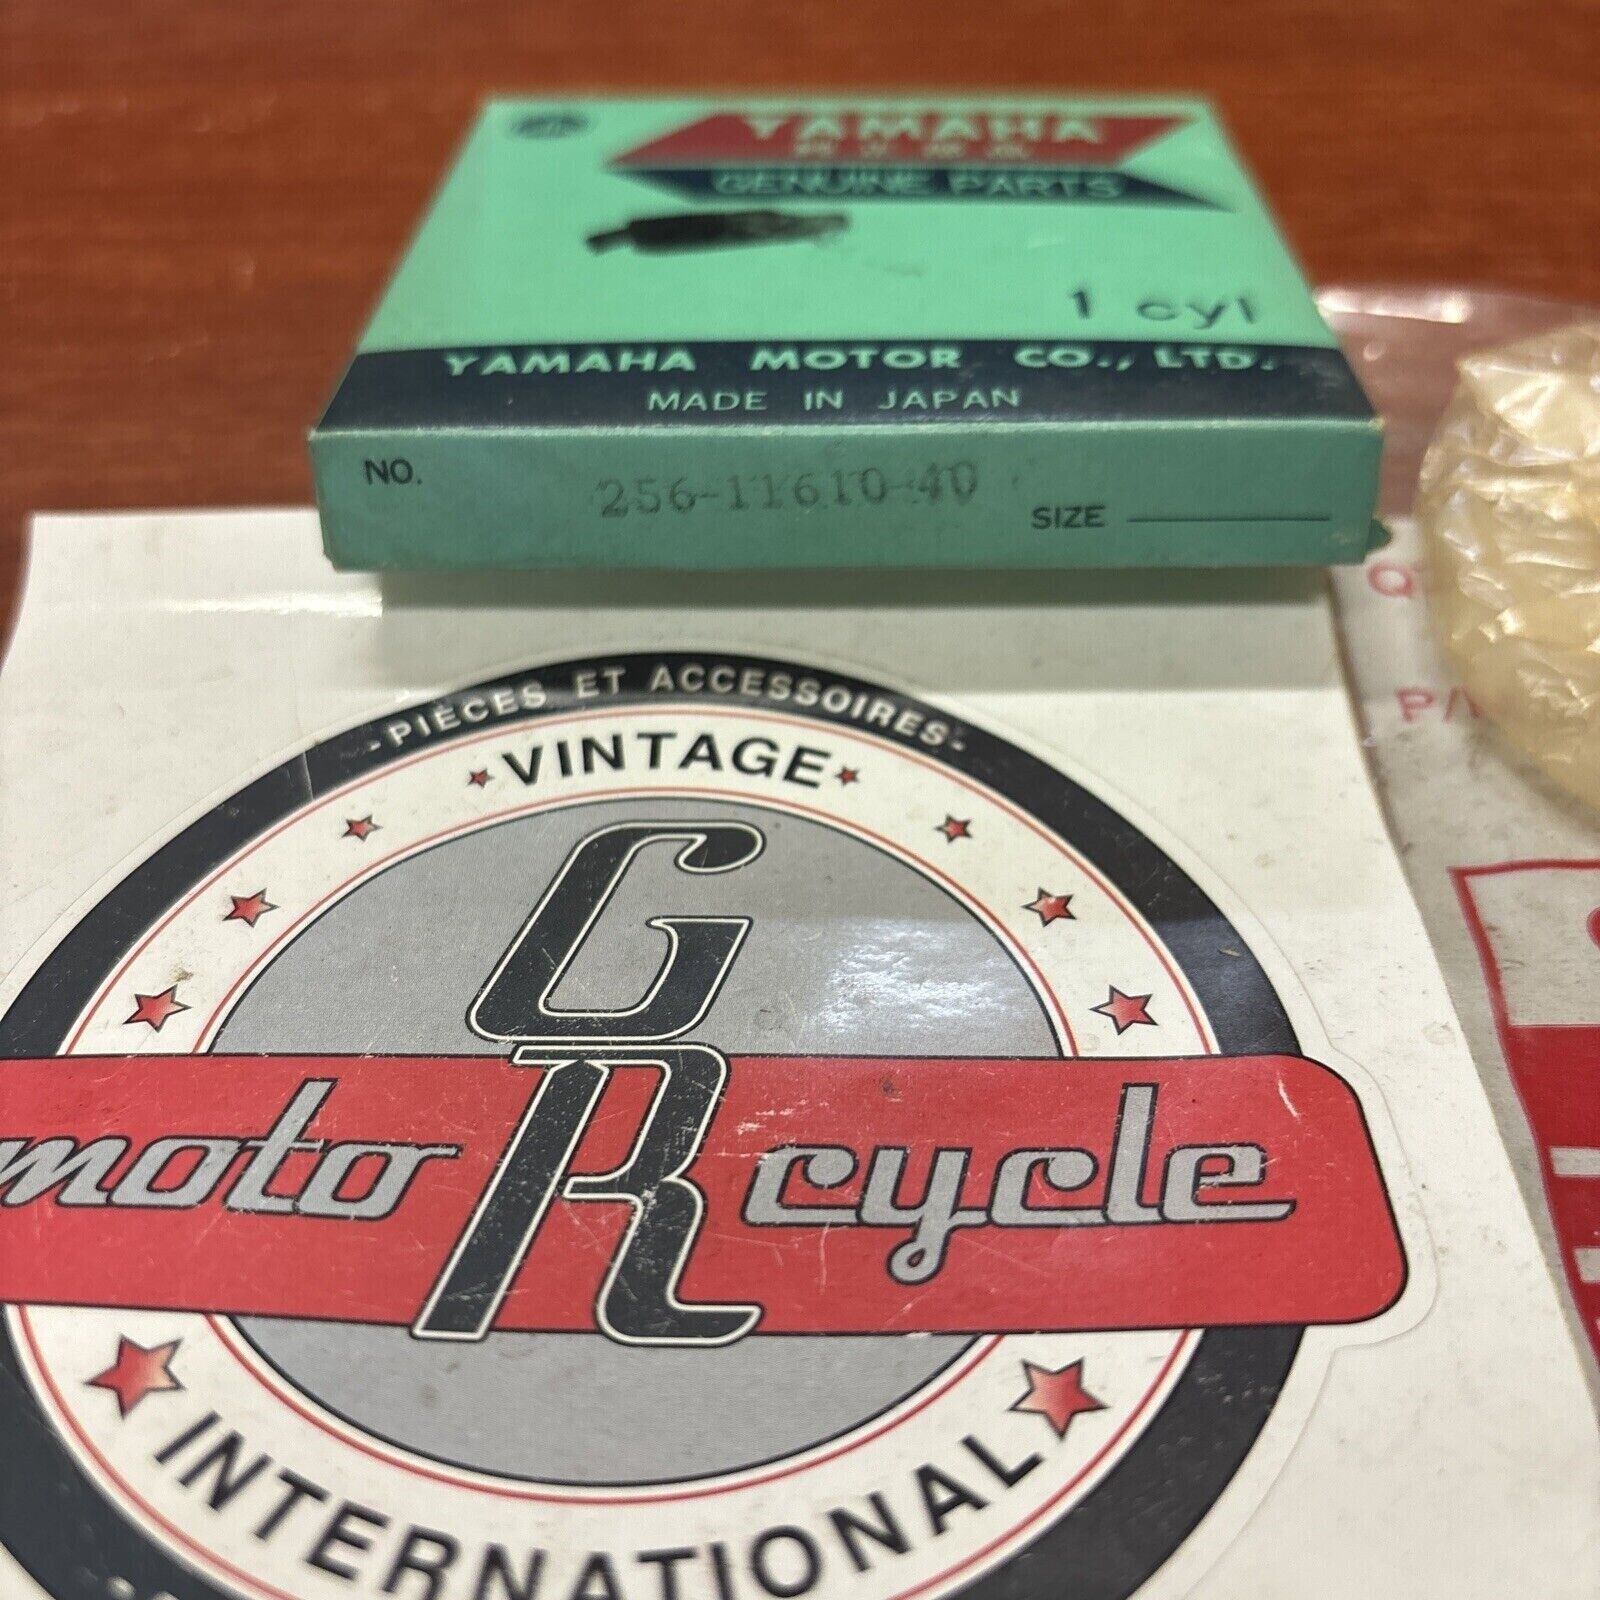 YAMAHA
GENUINE PARTS
1 cyl
YAMAHA MOTOR CO., LTD.
MADE IN JAPAN
NO. 256-11610-40 SIZE
-PIÈCES ET ACCESSOIRES-
VINTAGE
GR
moto cycle
INTERNATIONAL
Q
P/